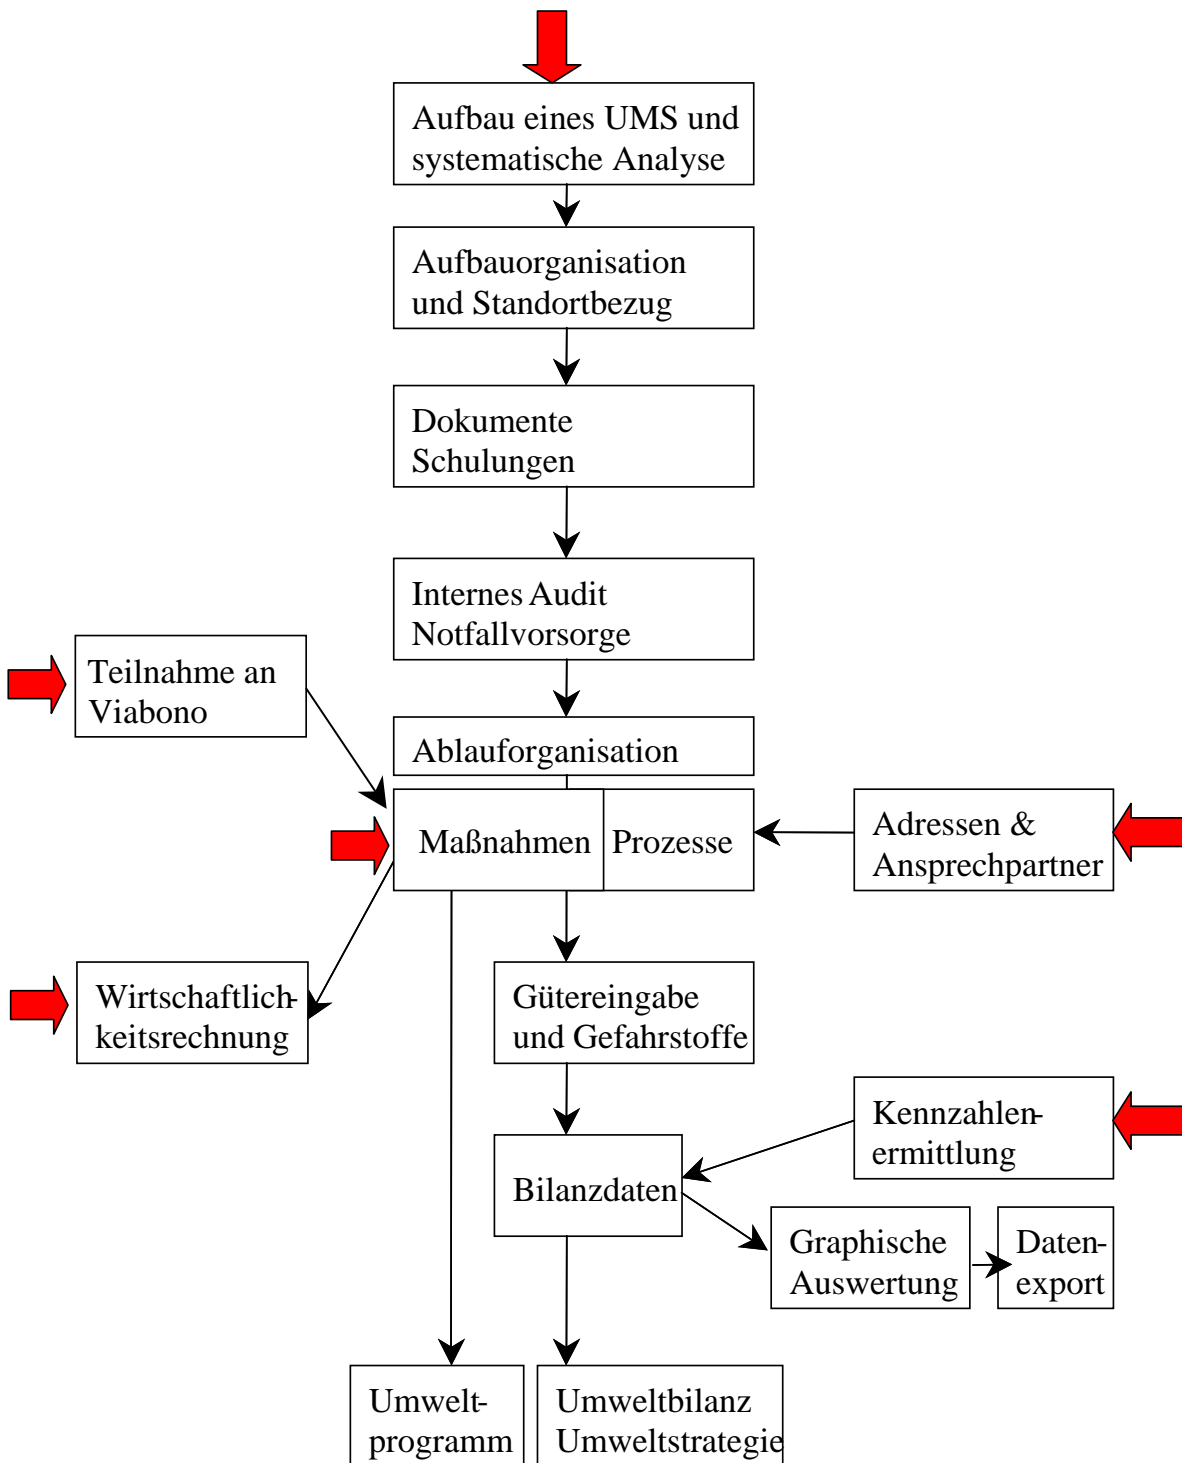 Aufbau eines UMS und
systematische Analyse
Aufbauorganisation
und Standortbezug
Dokumente
Schulungen
Internes Audit
Notfallvorsorge
Teilnahme an
Viabono
Ablauforganisation
Maßnahmen
Prozesse
Adressen &
Ansprechpartner
Wirtschaftlich-
keitsrechnung
Gütereingabe
und Gefahrstoffe
Kennzahlen-
ermittlung
Bilanzdaten
Graphische
Auswertung
Daten-
export
Umwelt-
programm
Umweltbilanz
Umweltstrategie